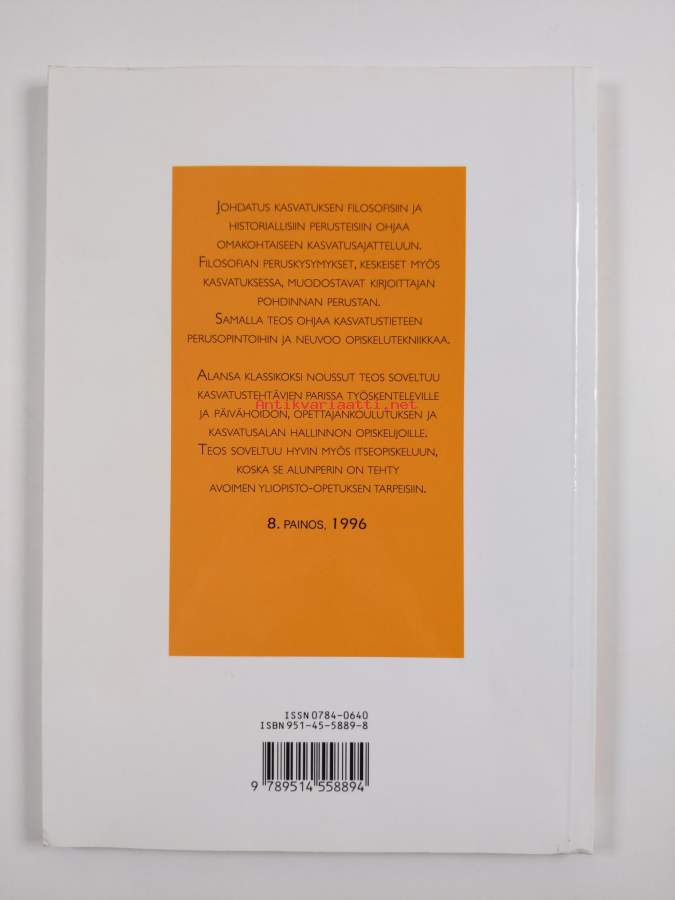 JOHDATUS KASVATUKSEN FILOSOFISIIN JA
HISTORIALLISIIN PERUSTEISIIN OHJAA
OMAKOHTAISEEN KASVATUSAJATTELUUN.
FILOSOFIAN PERUSKYSYMYKSET, KESKEISET MYÖS
KASVATUKSESSA, MUODOSTAVAT KIRJOITTAJAN
POHDINNAN PERUSTAN.
SAMALLA TEOS OHJAA KASVATUSTIETEEN
PERUSOPINTOIHIN JA NEUVOO OPISKELUTEKNIIKKAA.
ALANSA KLASSIKOKSI NOUSSUT TEOS SOVELTUU
KASVATUSTEHTÄVIEN PARISSA TYÖSKENTELEVILLE
Antikvariaatti.net
JA PÄIVÄHOIDON, OPETTAJANKOULUTUKSEN JA
KASVATUSALAN HALLINNON OPISKELIJOILLE.
TEOS SOVELTUU HYVIN MYÖS ITSEOPISKELUUN,
KOSKA SE ALUNPERIN ON TEHTY
AVOIMEN YLIOPISTO-OPETUKSEN TARPEISIIN.
8. PAINOS, 1996
ISSN 0784-0640
ISBN 951-45-5889-8
9 789514 558894